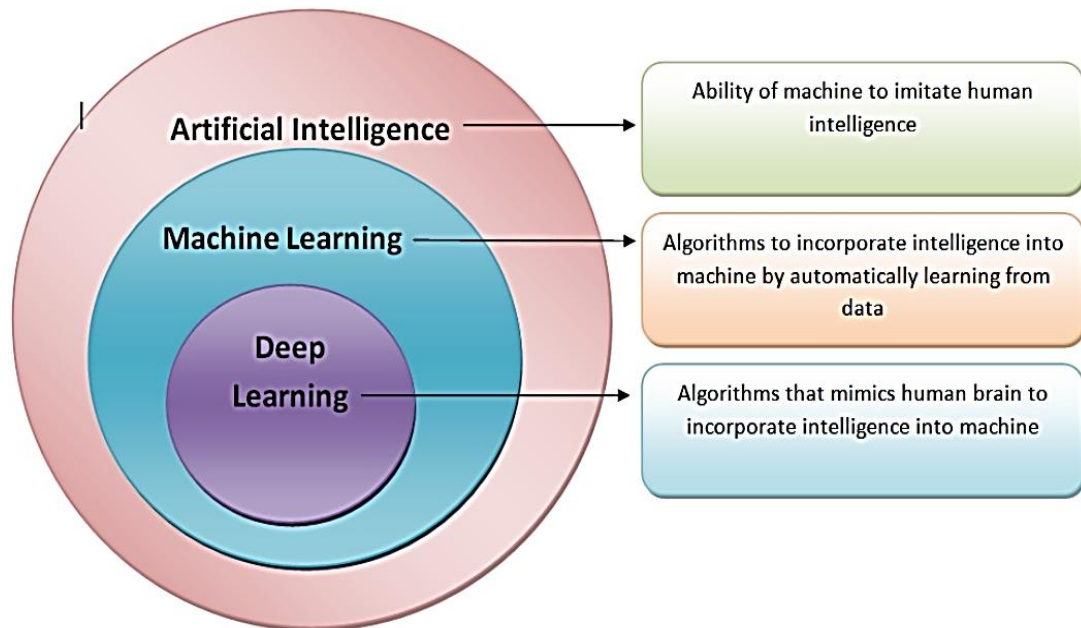 Artificial Intelligence
Ability of machine to imitate human
intelligence
Machine Learning
Algorithms to incorporate intelligence into
machine by automatically learning from
data
Deep
Learning
Algorithms that mimics human brain to
incorporate intelligence into machine